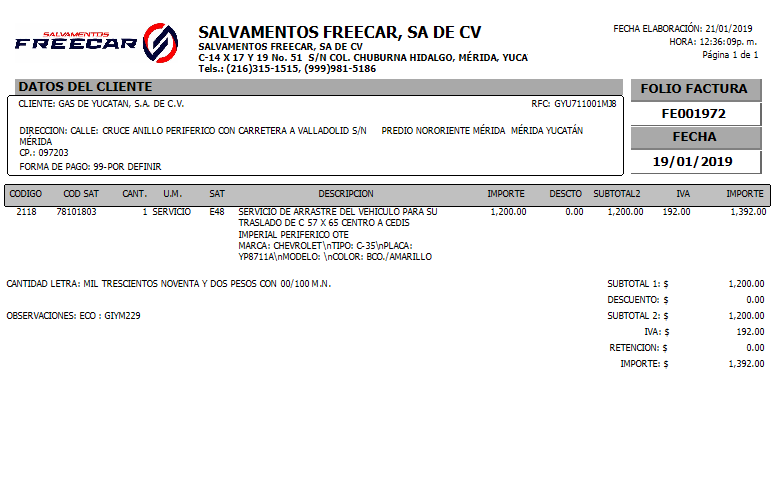 SALVAMENTOS
FREECAR
SALVAMENTOS FREECAR, SA DE CV
SALVAMENTOS FREECAR, SA DE CV
C-14 X 17 Y 19 No. 51 S/N COL. CHUBURNA HIDALGO, MÉRIDA, YUCA
Tels.: (216)315-1515, (999)981-5186
FECHA ELABORACIÓN: 21/01/2019
HORA: 12:36:09p. m.
Página 1 de 1
DATOS DEL CLIENTE
CLIENTE: GAS DE YUCATAN, S.A. DE C.V. RFC: GYU711001MJ8
DIRECCION: CALLE: CRUCE ANILLO PERIFERICO CON CARRETERA A VALLADOLID S/N PREDIO NORORIENTE MÉRIDA MÉRIDA YUCATÁN
MÉRIDA
CP.: 097203
FORMA DE PAGO: 99-POR DEFINIR
FOLIO FACTURA
FE001972
FECHA
19/01/2019
CODIGO COD SAT CANT. U.M. SAT DESCRIPCION IMPORTE DESCTO SUBTOTAL2 IVA IMPORTE
2118 78101803 1 SERVICIO E48 SERVICIO DE ARRASTRE DEL VEHICULO PARA SU 1,200.00 0.00 1,200.00 192.00 1,392.00
TRASLADO DE C 57 X 65 CENTRO A CEDIS
IMPERIAL PERIFERICO OTE
MARCA: CHEVROLET\nTIPO: C-35\nPLACA:
YP8711A\nMODELO: \nCOLOR: BCO./AMARILLO
CANTIDAD LETRA: MIL TRESCIENTOS NOVENTA Y DOS PESOS CON 00/100 M.N. SUBTOTAL 1: $ 1,200.00
DESCUENTO: $ 0.00
OBSERVACIONES: ECO : GIYM229 SUBTOTAL 2: $ 1,200.00
IVA: $ 192.00
RETENCION: $ 0.00
IMPORTE: $ 1,392.00